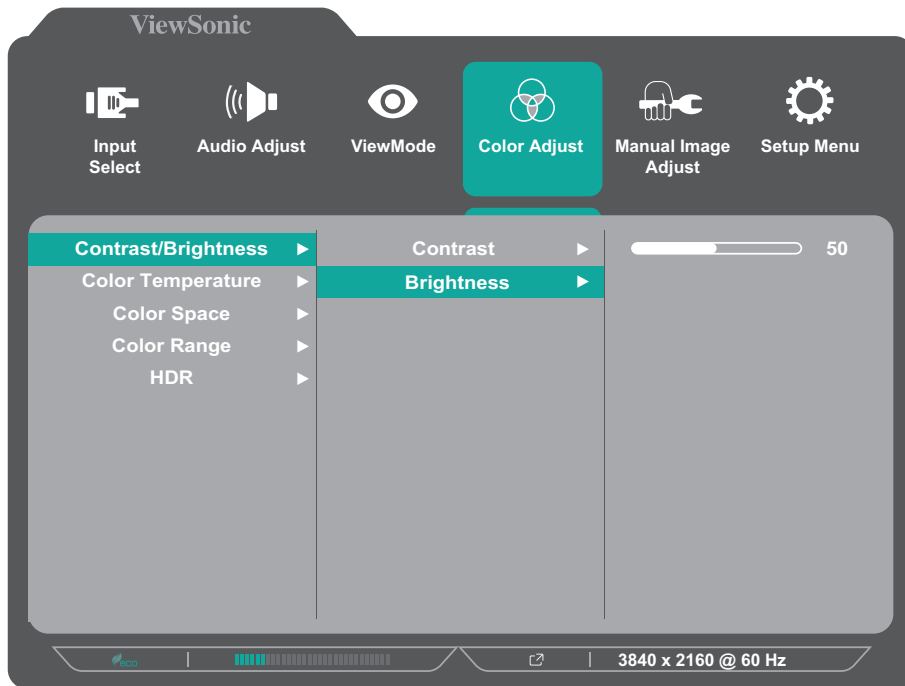 ViewSonic
Input
Select
Audio Adjust
ViewMode
Color Adjust
Manual Image
Adjust
Setup Menu
Contrast/Brightness
Color Temperature
Color Space
Color Range
HDR
Contrast
Brightness
50
eco
3840 x 2160 @ 60 Hz